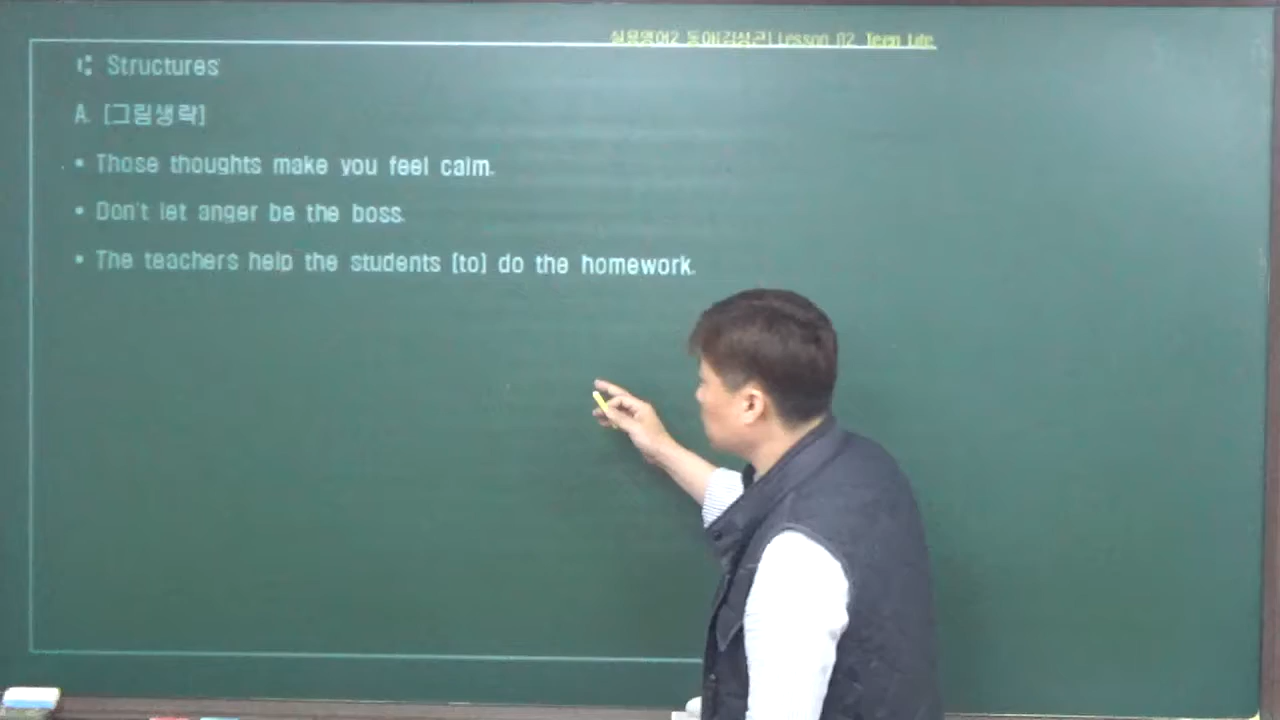 실용영어2 동아(김상근) Lesson 02. Teen Life
Structures
A. [그림생략]
• Those thoughts make you feel calm.
• Don't let anger be the boss.
• The teachers help the students [to] do the homework.